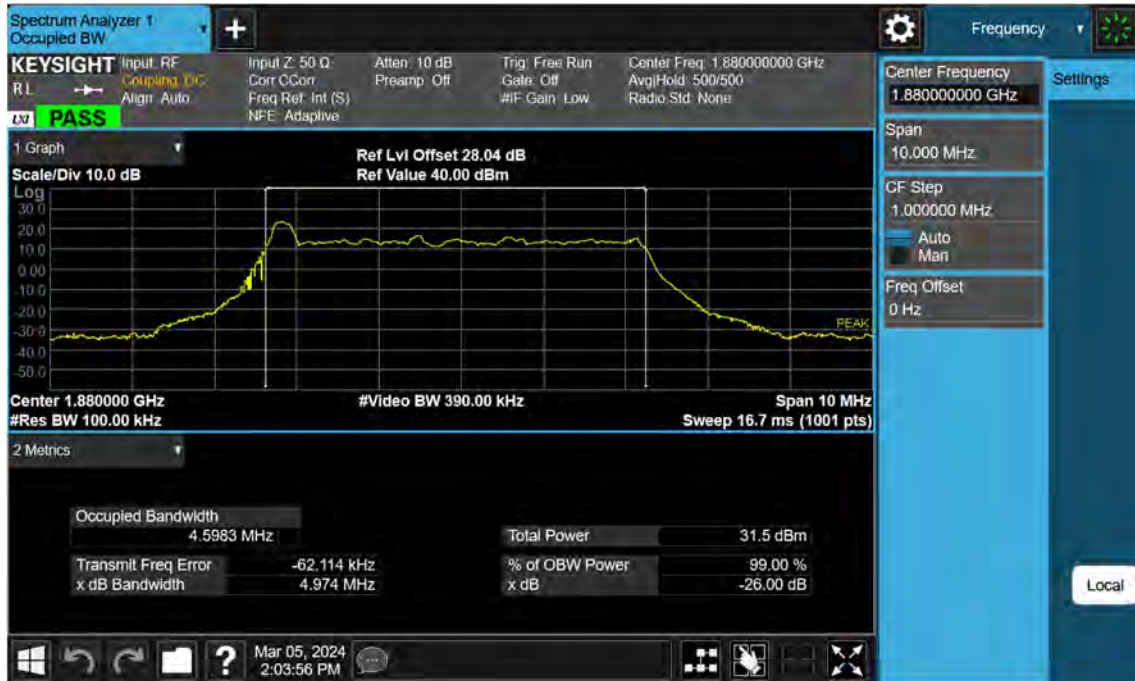 Spectrum Analyzer 1
Occupied BW
Frequency
KEYSIGHT
Input: RF
Coupling: DC
Align: Auto
Input Z: 50 Ω
Corr CCorr
Freq Ref: Int (S)
NFE: Adaptive
Atten: 10 dB
Preamp: Off
Trig: Free Run
Gate: Off
#IF Gain: Low
Center Freq: 1.880000000 GHz
Avg|Hold: 500/500
Radio Std: None
R L
LXI
PASS
Center Frequency
1.880000000 GHz
Settings
Span
10.000 MHz
CF Step
1.000000 MHz
Auto
Man
Freq Offset
0 Hz
1 Graph
Scale/Div 10.0 dB
Ref Lvl Offset 28.04 dB
Ref Value 40.00 dBm
Log
30.0
20.0
10.0
0.00
-10.0
-20.0
-30.0
-40.0
-50.0
PEAK
Center 1.880000 GHz
#Video BW 390.00 kHz
Span 10 MHz
#Res BW 100.00 kHz
Sweep 16.7 ms (1001 pts)
2 Metrics
Occupied Bandwidth
4.5983 MHz
Total Power 31.5 dBm
Transmit Freq Error -62.114 kHz
% of OBW Power 99.00 %
x dB Bandwidth 4.974 MHz
x dB -26.00 dB
Local
?
Mar 05, 2024
2:03:56 PM